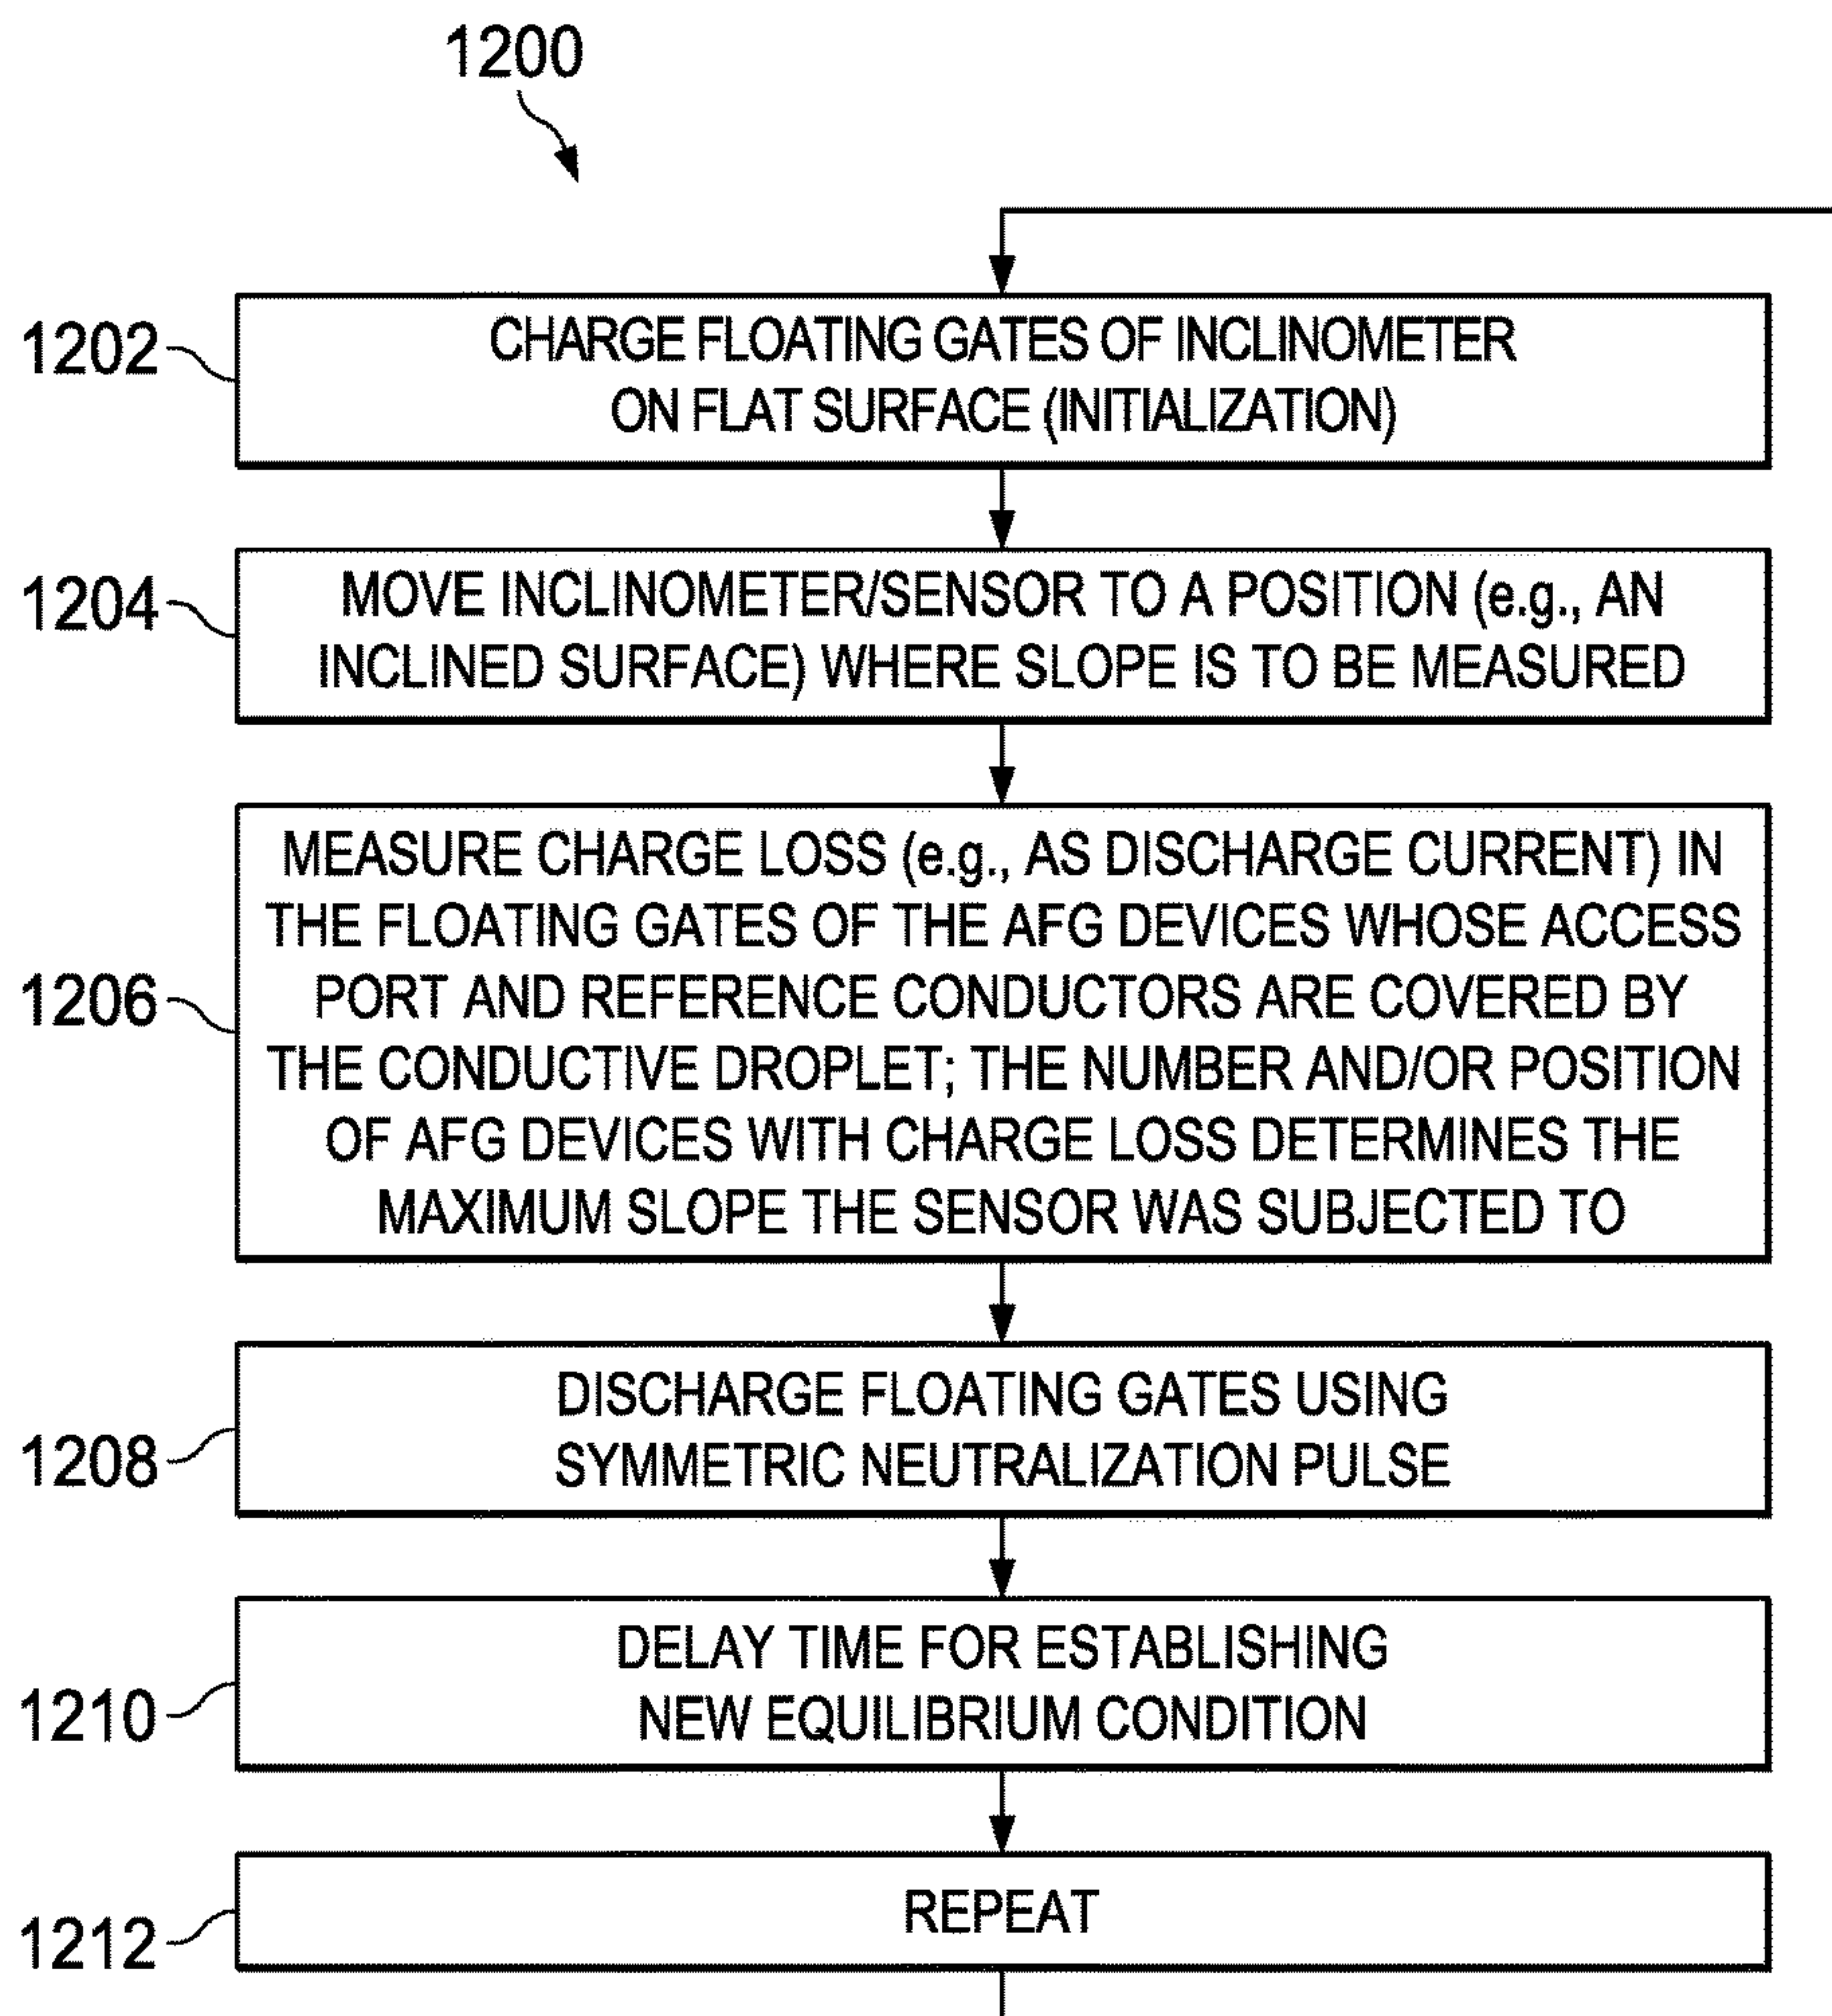 1200
1202
CHARGE FLOATING GATES OF INCLINOMETER
ON FLAT SURFACE (INITIALIZATION)
1204
MOVE INCLINOMETER/SENSOR TO A POSITION (e.g., AN
INCLINED SURFACE) WHERE SLOPE IS TO BE MEASURED
1206
MEASURE CHARGE LOSS (e.g., AS DISCHARGE CURRENT) IN
THE FLOATING GATES OF THE AFG DEVICES WHOSE ACCESS
PORT AND REFERENCE CONDUCTORS ARE COVERED BY
THE CONDUCTIVE DROPLET; THE NUMBER AND/OR POSITION
OF AFG DEVICES WITH CHARGE LOSS DETERMINES THE
MAXIMUM SLOPE THE SENSOR WAS SUBJECTED TO
1208
DISCHARGE FLOATING GATES USING
SYMMETRIC NEUTRALIZATION PULSE
1210
DELAY TIME FOR ESTABLISHING
NEW EQUILIBRIUM CONDITION
1212
REPEAT